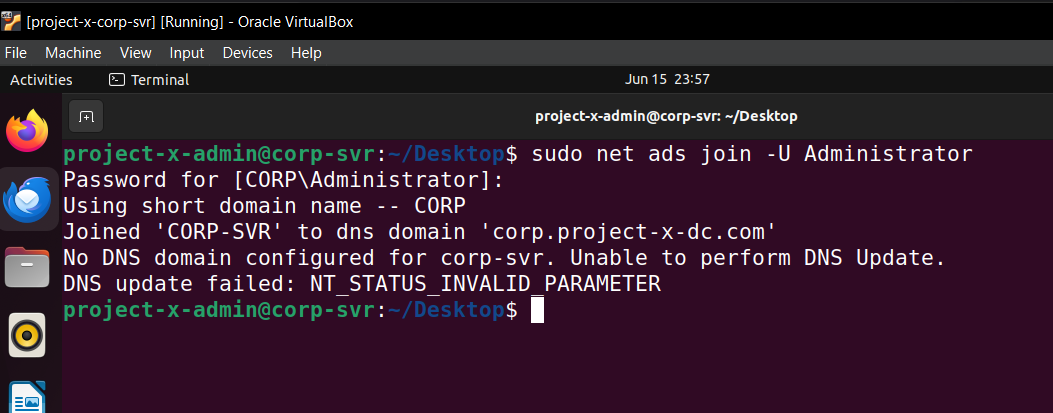 [project-x-corp-svr] [Running] - Oracle VirtualBox
File Machine View Input Devices Help
Activities Terminal Jun 15 23:57
project-x-admin@corp-svr: ~/Desktop
project-x-admin@corp-svr:~/Desktop$ sudo net ads join -U Administrator
Password for [CORP\Administrator]:
Using short domain name -- CORP
Joined 'CORP-SVR' to dns domain 'corp.project-x-dc.com'
No DNS domain configured for corp-svr. Unable to perform DNS Update.
DNS update failed: NT_STATUS_INVALID_PARAMETER
project-x-admin@corp-svr:~/Desktop$